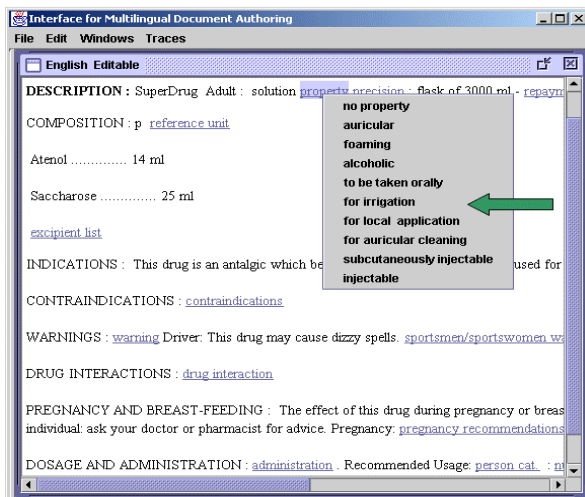 Interface for Multilingual Document Authoring
File Edit Windows Traces
English Editable
DESCRIPTION : SuperDrug Adult : solution property precision : flask of 3000 ml - repaym
no property
auricular
foaming
alcoholic
to be taken orally
for irrigation
for local application
for auricular cleaning
subcutaneously injectable
injectable
COMPOSITION : p reference unit
Atenol ............. 14 ml
Saccharose ............. 25 ml
excipient list
INDICATIONS : This drug is an antalgic which be used for
CONTRAINDICATIONS : contraindications
WARNINGS : warning Driver: This drug may cause dizzy spells. sportsmen/sportswomen wa
DRUG INTERACTIONS : drug interaction
PREGNANCY AND BREAST-FEEDING : The effect of this drug during pregnancy or breas
individual: ask your doctor or pharmacist for advice. Pregnancy: pregnancy recommendations
DOSAGE AND ADMINISTRATION : administration . Recommended Usage: person cat. : nu